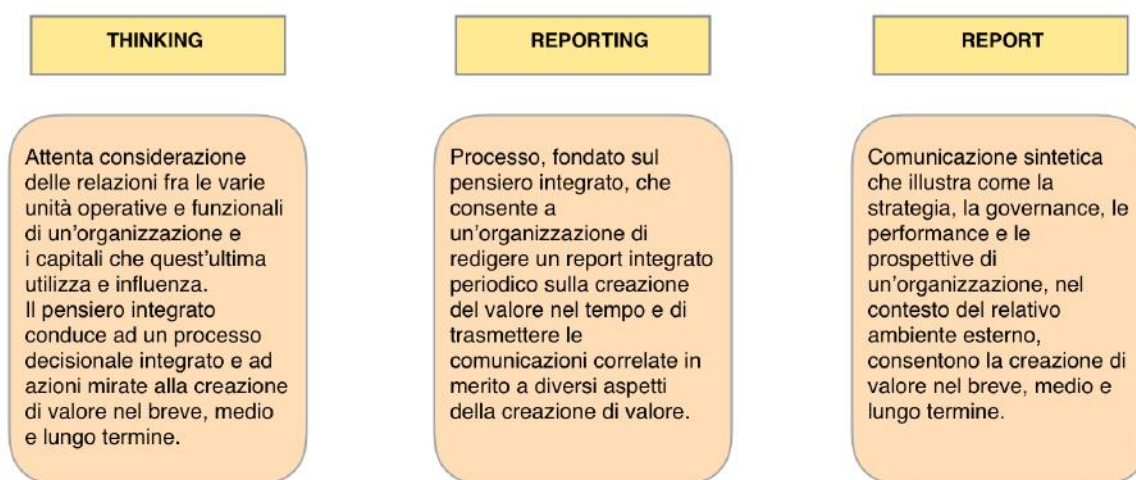 THINKING
Attenta considerazione
delle relazioni fra le varie
unità operative e funzionali
di un'organizzazione e
i capitali che quest'ultima
utilizza e influenza.
Il pensiero integrato
conduce ad un processo
decisionale integrato e ad
azioni mirate alla creazione
di valore nel breve, medio
e lungo termine.
REPORTING
Processo, fondato sul
pensiero integrato, che
consente a
un'organizzazione di
redigere un report integrato
periodico sulla creazione
del valore nel tempo e di
trasmettere le
comunicazioni correlate in
merito a diversi aspetti
della creazione di valore.
REPORT
Comunicazione sintetica
che illustra come la
strategia, la governance, le
performance e le
prospettive di
un'organizzazione, nel
contesto del relativo
ambiente esterno,
consentono la creazione di
valore nel breve, medio e
lungo termine.